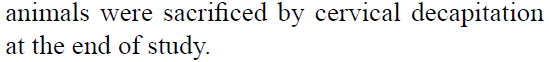 animals were sacrificed by cervical decapitation
at the end of study.